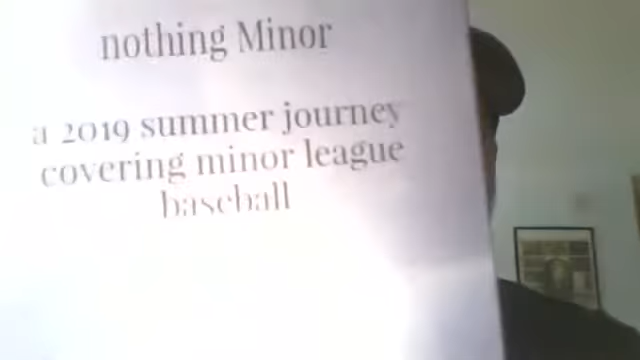 nothing Minor
a 2019 summer journey
covering minor league
baseball